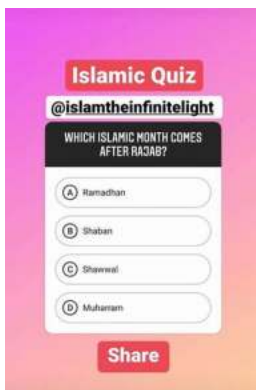 Islamic Quiz
@islamtheinfinitelight
WHICH ISLAMIC MONTH COMES
AFTER RAJAB?
A Ramadhan
B Shaban
C Shawwal
D Muharram
Share